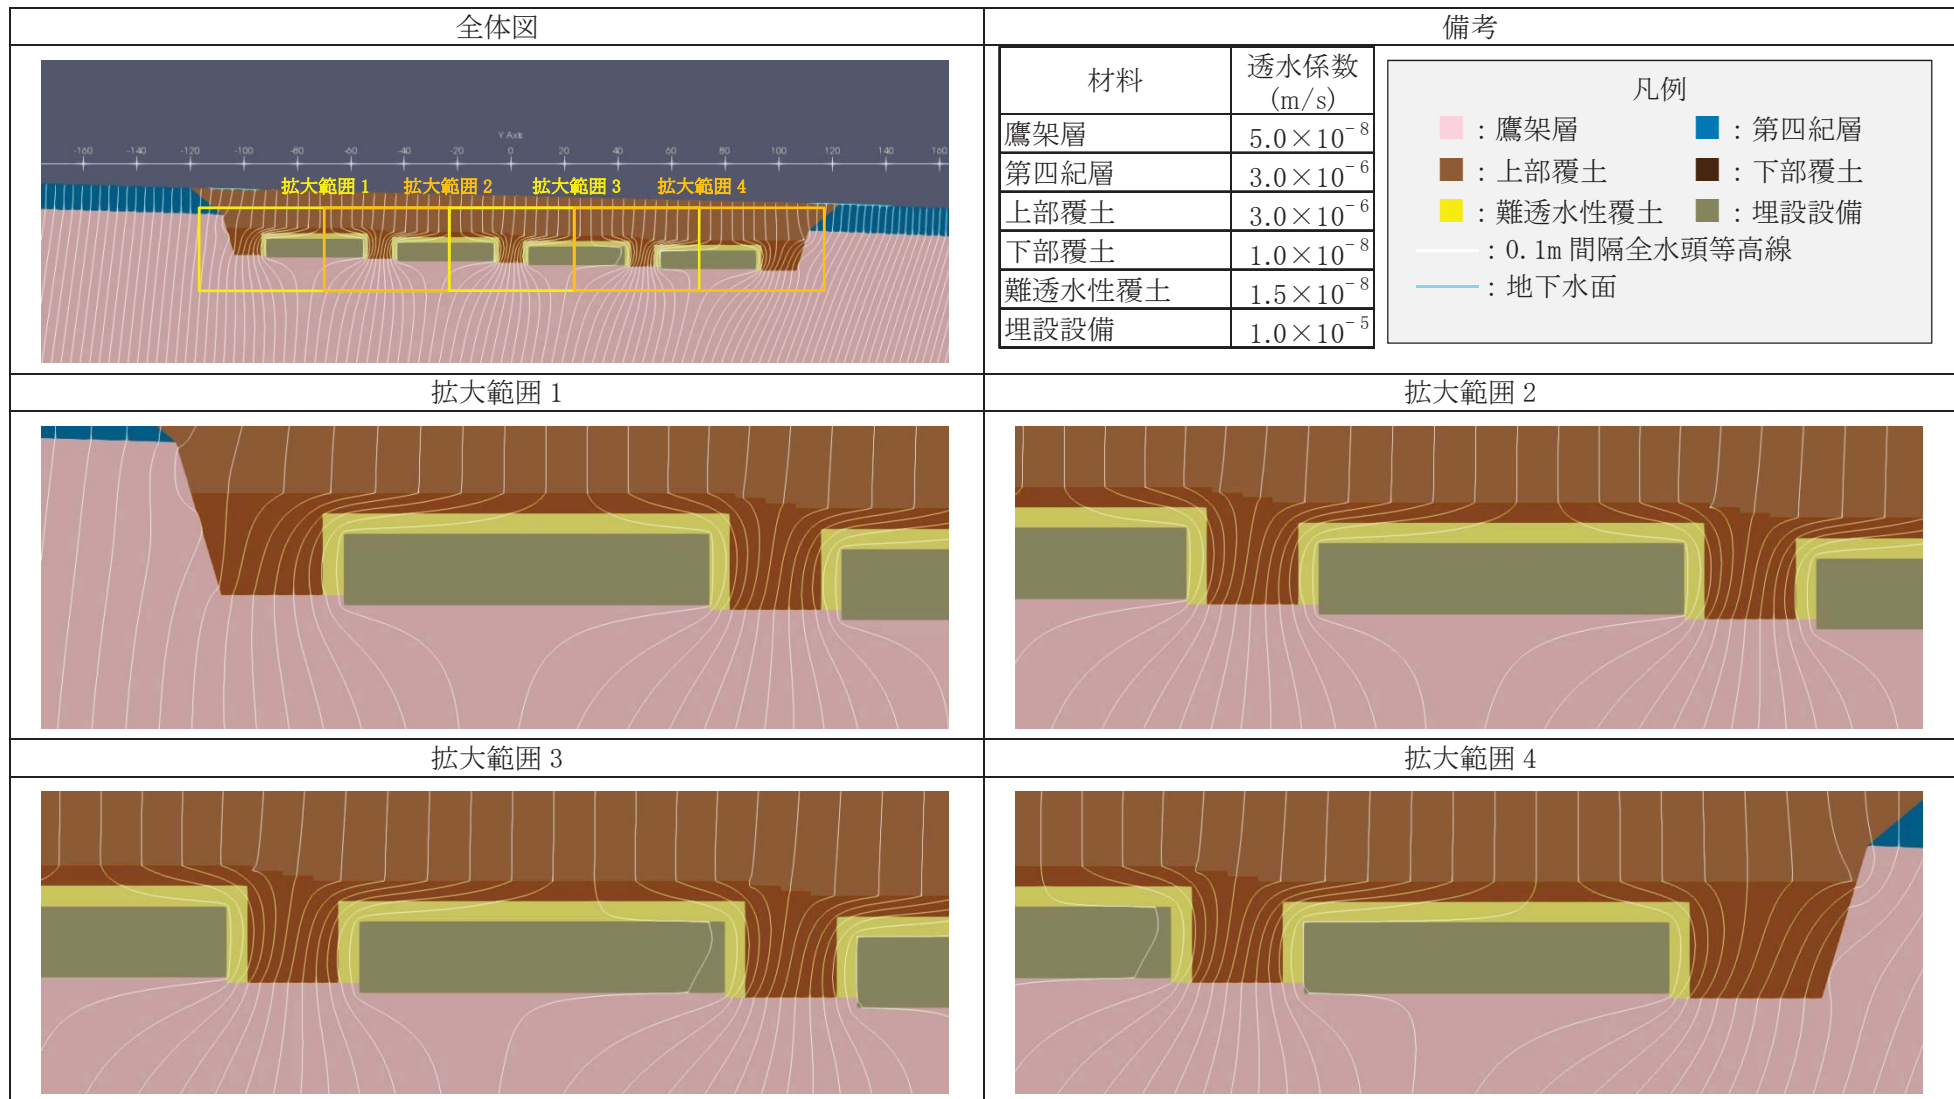 全体図
備考
Y Axis
-160 -140 -120 -100 -80 -60 -40 -20 0 20 40 60 80 100 120 140 160
拡大範囲 1 拡大範囲 2 拡大範囲 3 拡大範囲 4
材料 透水係数
(m/s)
鷹架層 5.0×10⁻⁸
第四紀層 3.0×10⁻⁶
上部覆土 3.0×10⁻⁶
下部覆土 1.0×10⁻⁸
難透水性覆土 1.5×10⁻⁸
埋設設備 1.0×10⁻⁵
凡例
：鷹架層 ：第四紀層
：上部覆土 ：下部覆土
：難透水性覆土 ：埋設設備
：0.1m 間隔全水頭等高線
：地下水面
拡大範囲 1
拡大範囲 2
拡大範囲 3
拡大範囲 4